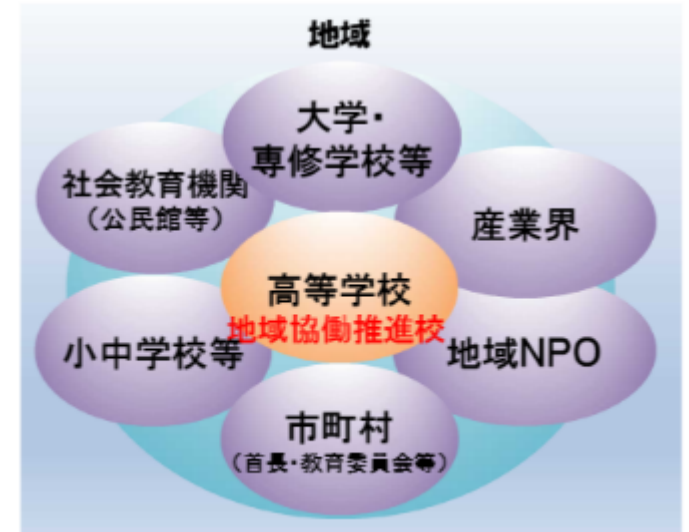 地域
大学・
専修学校等
社会教育機関
（公民館等）
産業界
高等学校
地域協働推進校
小中学校等
地域NPO
市町村
（首長・教育委員会等）